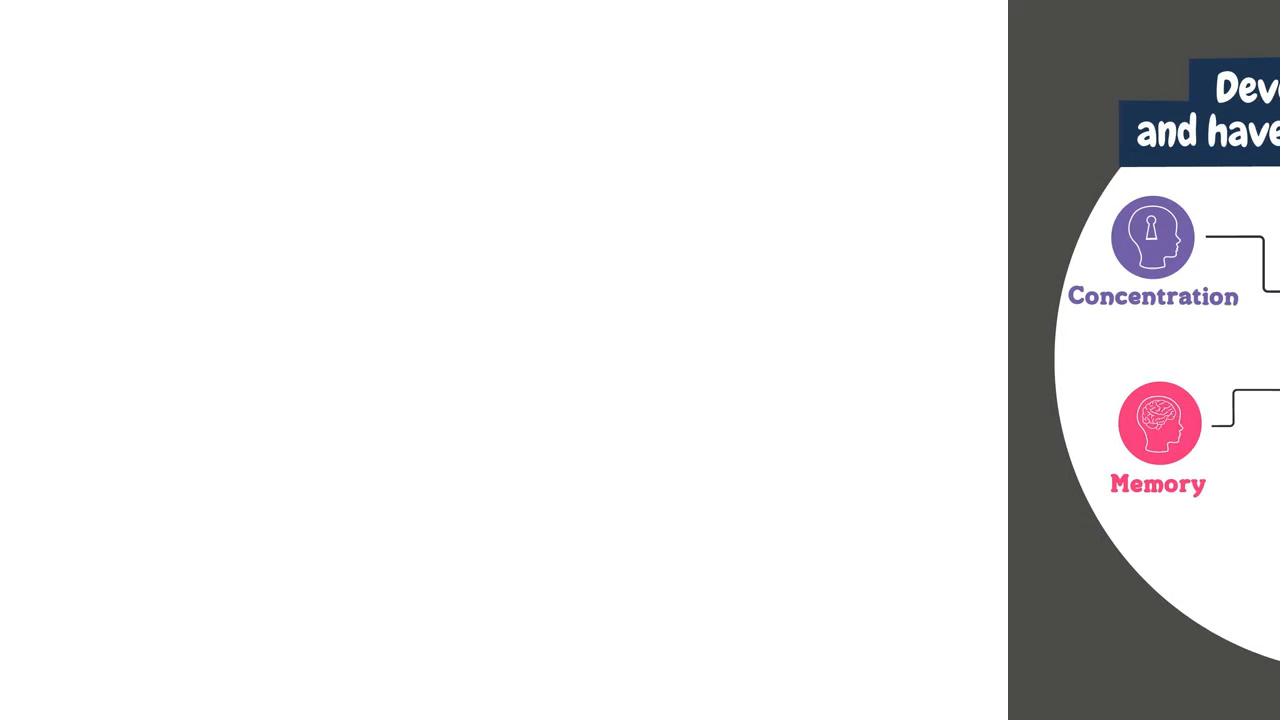 Dev
and have
Concentration
Memory